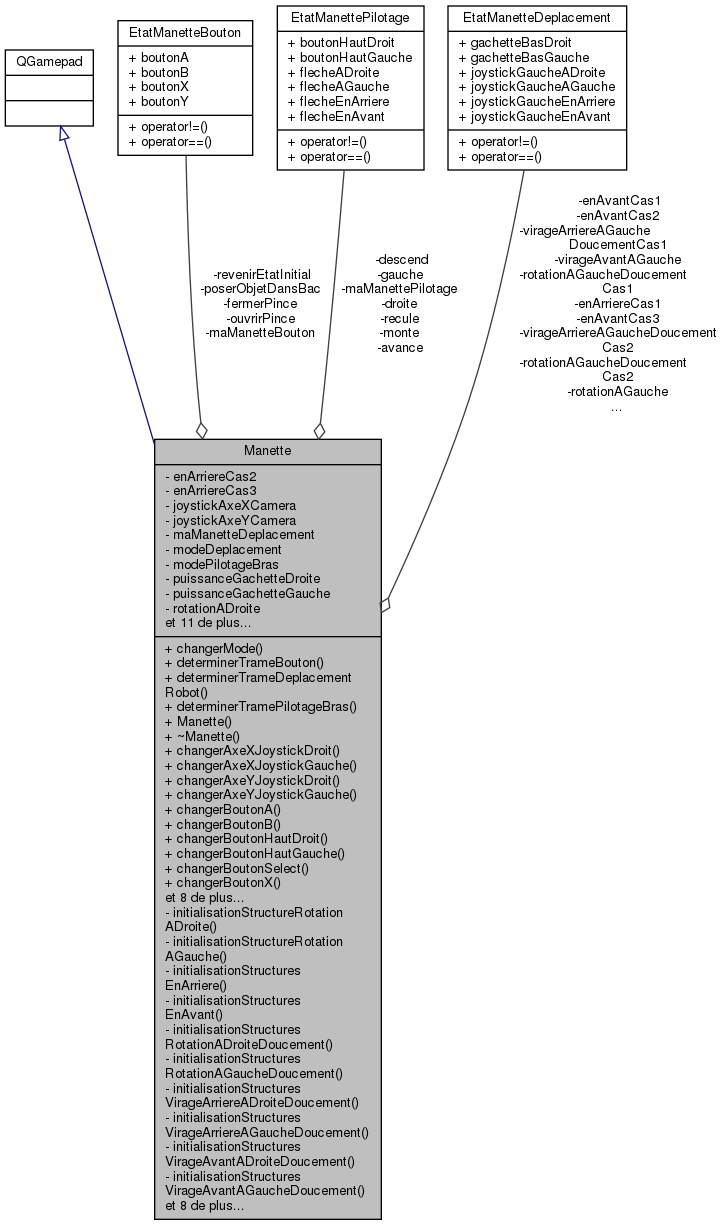 QGamepad
EtatManetteBouton
+ boutonA
+ boutonB
+ boutonX
+ boutonY
+ operator!=()
+ operator==()
EtatManettePilotage
+ boutonHautDroit
+ boutonHautGauche
+ flecheADroite
+ flecheAGauche
+ flecheEnArriere
+ flecheEnAvant
+ operator!=()
+ operator==()
EtatManetteDeplacement
+ gachetteBasDroit
+ gachetteBasGauche
+ joystickGaucheADroite
+ joystickGaucheAGauche
+ joystickGaucheEnArriere
+ joystickGaucheEnAvant
+ operator!=()
+ operator==()
-revenirEtatInitial
-poserObjetDansBac
-fermerPince
-ouvrirPince
-maManetteBouton
-descend
-gauche
-maManettePilotage
-droite
-recule
-monte
-avance
-enAvantCas1
-enAvantCas2
-virageArriereAGauche
DoucementCas1
-virageAvantAGauche
-rotationAGaucheDoucement
Cas1
-enArriereCas1
-enAvantCas3
-virageArriereAGaucheDoucement
Cas2
-rotationAGaucheDoucement
Cas2
-rotationAGauche
...
Manette
- enArriereCas2
- enArriereCas3
- joystickAxeXCamera
- joystickAxeYCamera
- maManetteDeplacement
- modeDeplacement
- modePilotageBras
- puissanceGachetteDroite
- puissanceGachetteGauche
- rotationADroite
et 11 de plus...
+ changerMode()
+ determinerTrameBouton()
+ determinerTrameDeplacement
Robot()
+ determinerTramePilotageBras()
+ Manette()
+ ~Manette()
+ changerAxeXJoystickDroit()
+ changerAxeXJoystickGauche()
+ changerAxeYJoystickDroit()
+ changerAxeYJoystickGauche()
+ changerBoutonA()
+ changerBoutonB()
+ changerBoutonHautDroit()
+ changerBoutonHautGauche()
+ changerBoutonSelect()
+ changerBoutonX()
et 8 de plus...
- initialisationStructureRotation
ADroite()
- initialisationStructureRotation
AGauche()
- initialisationStructures
EnArriere()
- initialisationStructures
EnAvant()
- initialisationStructures
RotationADroiteDoucement()
- initialisationStructures
RotationAGaucheDoucement()
- initialisationStructures
VirageArriereADroiteDoucement()
- initialisationStructures
VirageArriereAGaucheDoucement()
- initialisationStructures
VirageAvantADroiteDoucement()
- initialisationStructures
VirageAvantAGaucheDoucement()
et 8 de plus...